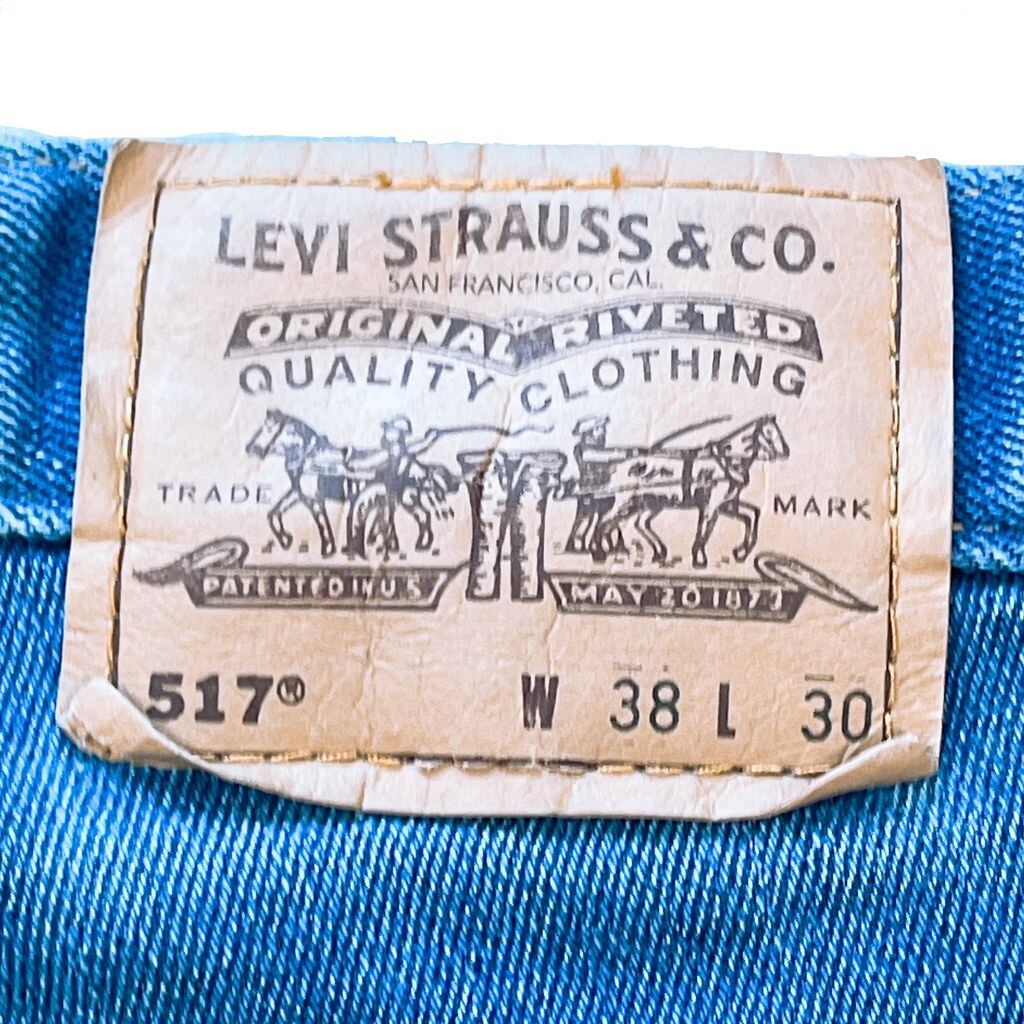 LEVI STRAUSS & CO.
SAN FRANCISCO, CAL.
ORIGINAL RIVETED
QUALITY CLOTHING
TRADE MARK
PATENTED IN U S MAY 20 1873
517® W 38 L 30